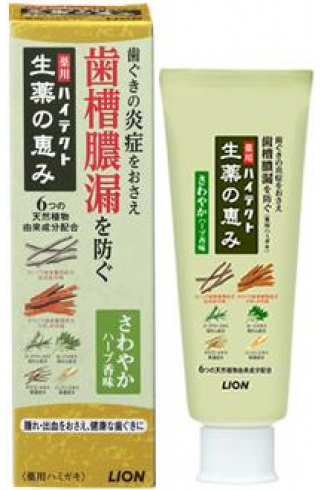 歯ぐきの炎症をおさえ
歯槽膿漏を防ぐ
薬用
ハイテクト
生薬の恵み
6つの
天然植物
由来成分配合
さわやか
ハーブ香味
腫れ・出血をおさえ、健康な歯ぐきに
〈薬用ハミガキ〉
LION
歯ぐきの炎症をおさえ
歯槽膿漏を防ぐ
(薬用ハミガキ)
薬用
ハイテクト
生薬の恵み
さわやか
ハーブ香味
6つの天然植物由来成分配合
LION